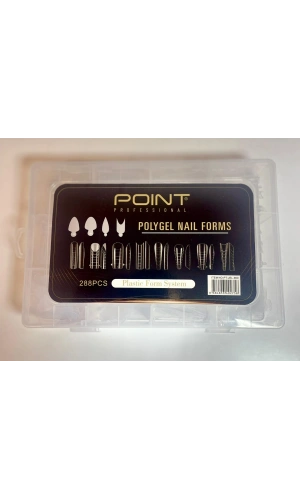 POINT
PROFESSIONAL
POLYGEL NAIL FORMS
288PCS
Plastic Form System